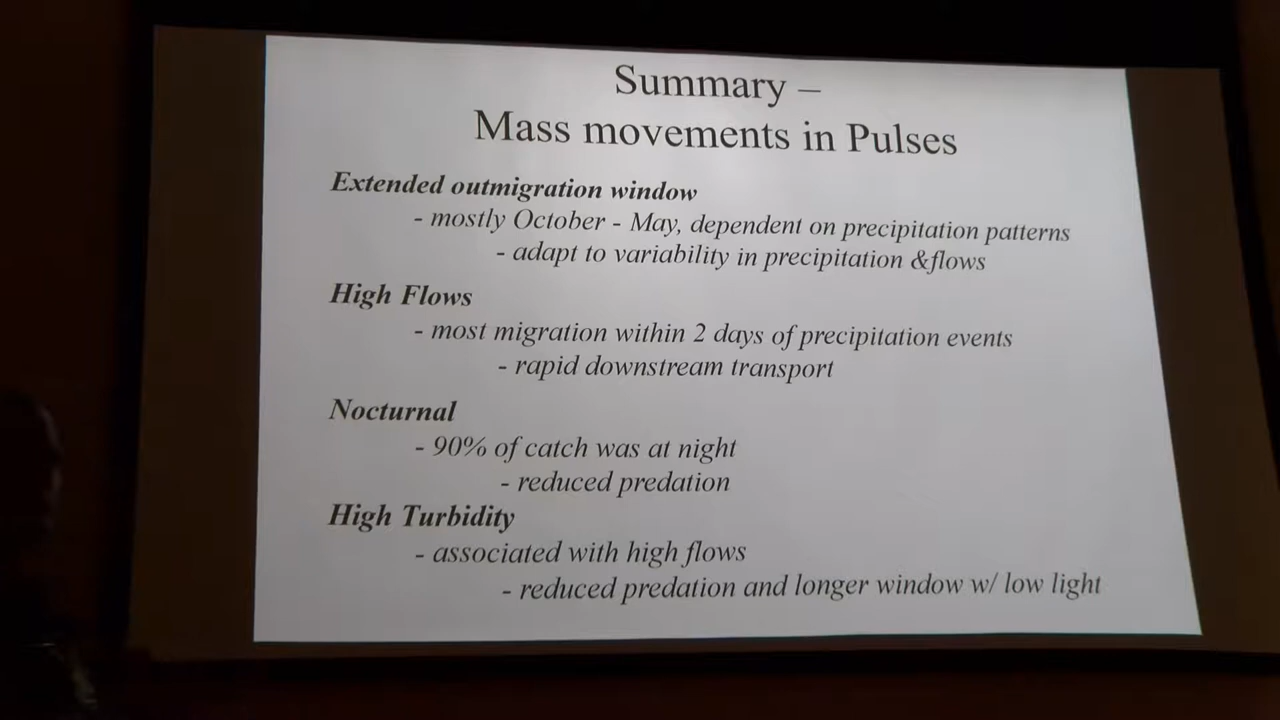 Summary –
Mass movements in Pulses
Extended outmigration window
- mostly October - May, dependent on precipitation patterns
- adapt to variability in precipitation &flows
High Flows
- most migration within 2 days of precipitation events
- rapid downstream transport
Nocturnal
- 90% of catch was at night
- reduced predation
High Turbidity
- associated with high flows
- reduced predation and longer window w/ low light